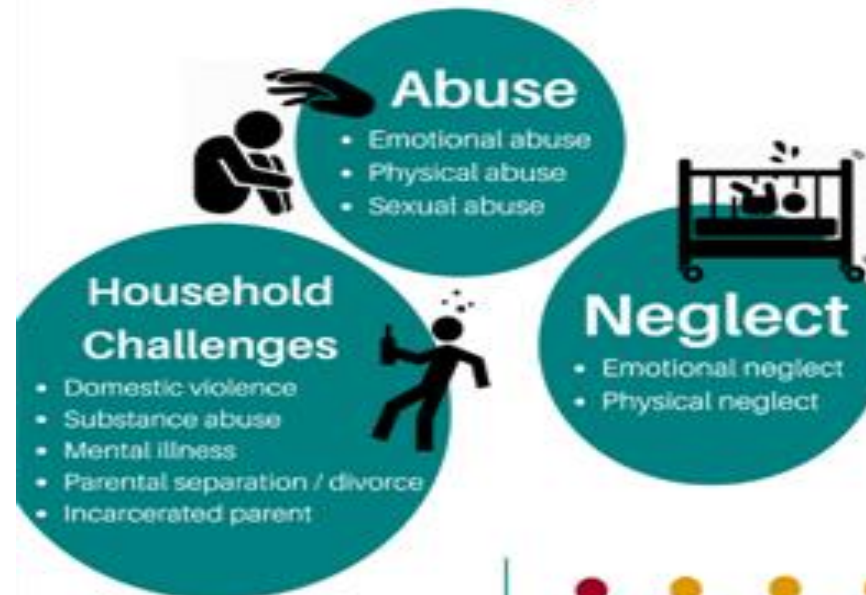 Abuse
• Emotional abuse
• Physical abuse
• Sexual abuse
Household
Challenges
• Domestic violence
• Substance abuse
• Mental illness
• Parental separation / divorce
• Incarcerated parent
Neglect
• Emotional neglect
• Physical neglect